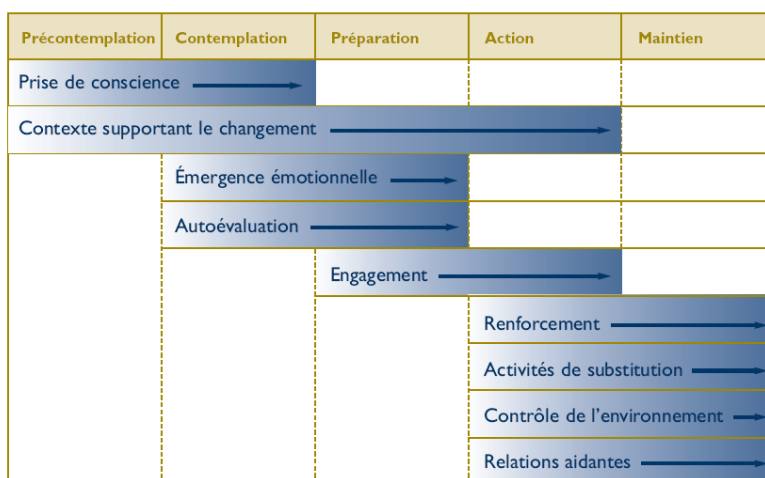 Précontemplation Contemplation Préparation Action Maintien
Prise de conscience
Contexte supportant le changement
Émergence émotionnelle
Autoévaluation
Engagement
Renforcement
Activités de substitution
Contrôle de l'environnement
Relations aidantes